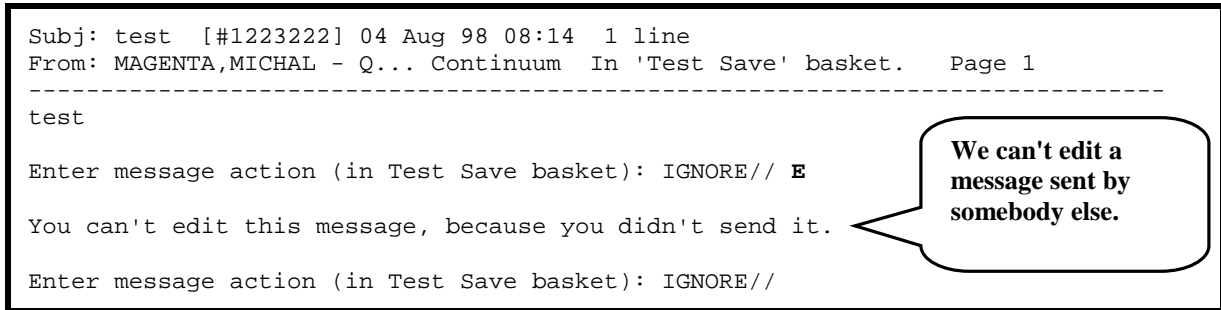 Subj: test  [#1223222] 04 Aug 98 08:14  1 line
From: MAGENTA,MICHAL - Q... Continuum  In 'Test Save' basket.   Page 1
-------------------------------------------------------------------------------
test
Enter message action (in Test Save basket): IGNORE// E
You can't edit this message, because you didn't send it.
Enter message action (in Test Save basket): IGNORE//
We can't edit a
message sent by
somebody else.